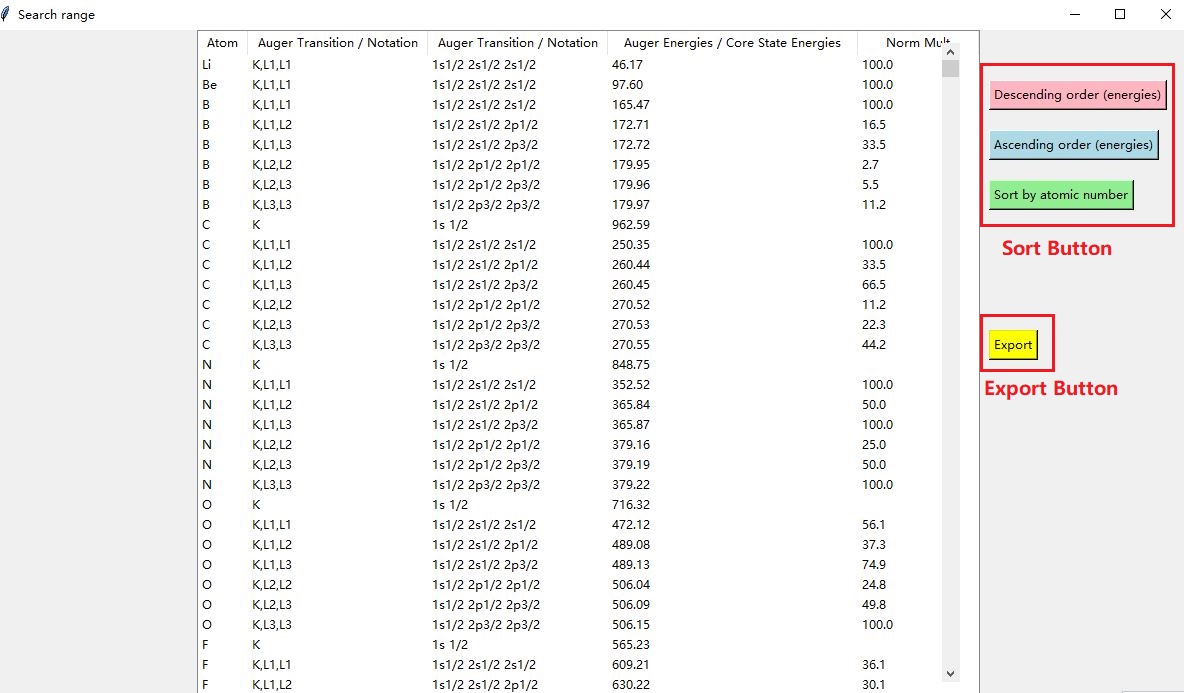 Search range
Atom Auger Transition / Notation Auger Transition / Notation Auger Energies / Core State Energies Norm Mult
Li K,L1,L1 1s1/2 2s1/2 2s1/2 46.17 100.0
Be K,L1,L1 1s1/2 2s1/2 2s1/2 97.60 100.0
B K,L1,L1 1s1/2 2s1/2 2s1/2 165.47 100.0
B K,L1,L2 1s1/2 2s1/2 2p1/2 172.71 16.5
B K,L1,L3 1s1/2 2s1/2 2p3/2 172.72 33.5
B K,L2,L2 1s1/2 2p1/2 2p1/2 179.95 2.7
B K,L2,L3 1s1/2 2p1/2 2p3/2 179.96 5.5
B K,L3,L3 1s1/2 2p3/2 2p3/2 179.97 11.2
C K 1s 1/2 962.59
C K,L1,L1 1s1/2 2s1/2 2s1/2 250.35 100.0
C K,L1,L2 1s1/2 2s1/2 2p1/2 260.44 33.5
C K,L1,L3 1s1/2 2s1/2 2p3/2 260.45 66.5
C K,L2,L2 1s1/2 2p1/2 2p1/2 270.52 11.2
C K,L2,L3 1s1/2 2p1/2 2p3/2 270.53 22.3
C K,L3,L3 1s1/2 2p3/2 2p3/2 270.55 44.2
N K 1s 1/2 848.75
N K,L1,L1 1s1/2 2s1/2 2s1/2 352.52 100.0
N K,L1,L2 1s1/2 2s1/2 2p1/2 365.84 50.0
N K,L1,L3 1s1/2 2s1/2 2p3/2 365.87 100.0
N K,L2,L2 1s1/2 2p1/2 2p1/2 379.16 25.0
N K,L2,L3 1s1/2 2p1/2 2p3/2 379.19 50.0
N K,L3,L3 1s1/2 2p3/2 2p3/2 379.22 100.0
O K 1s 1/2 716.32
O K,L1,L1 1s1/2 2s1/2 2s1/2 472.12 56.1
O K,L1,L2 1s1/2 2s1/2 2p1/2 489.08 37.3
O K,L1,L3 1s1/2 2s1/2 2p3/2 489.13 74.9
O K,L2,L2 1s1/2 2p1/2 2p1/2 506.04 24.8
O K,L2,L3 1s1/2 2p1/2 2p3/2 506.09 49.8
O K,L3,L3 1s1/2 2p3/2 2p3/2 506.15 100.0
F K 1s 1/2 565.23
F K,L1,L1 1s1/2 2s1/2 2s1/2 609.21 36.1
F K,L1,L2 1s1/2 2s1/2 2p1/2 630.22 30.1
Descending order (energies)
Ascending order (energies)
Sort by atomic number
Sort Button
Export
Export Button